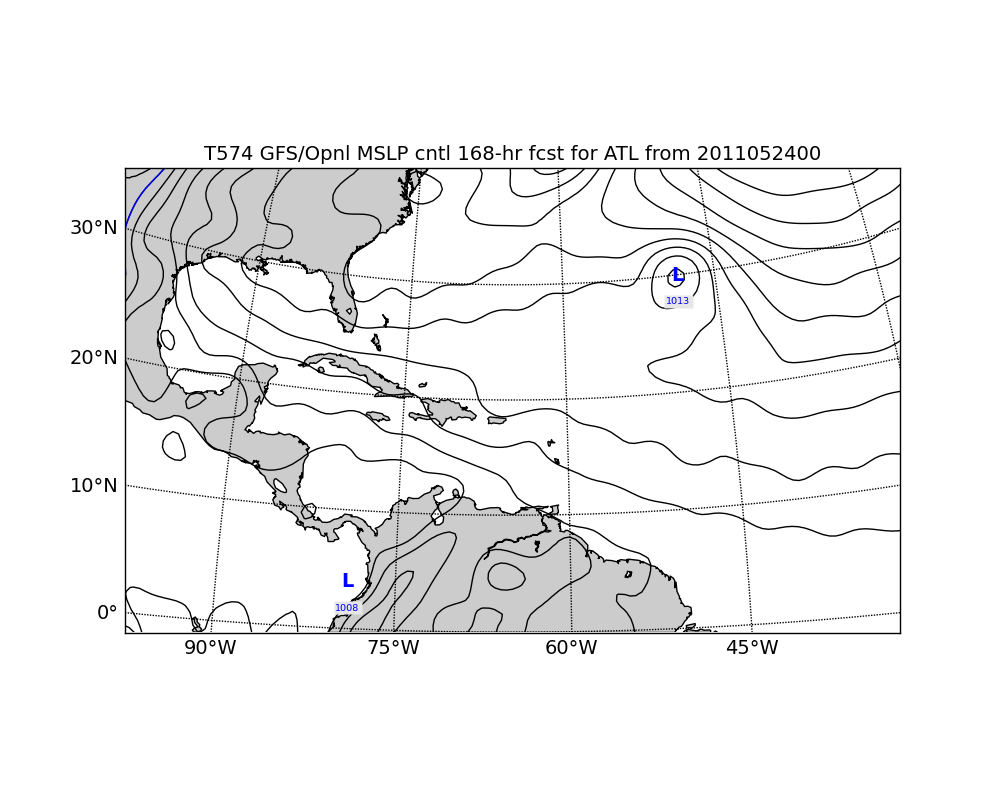 T574 GFS/Opnl MSLP cntl 168-hr fcst for ATL from 2011052400
30°N
L
1013
20°N
10°N
L
1008
0°
90°W 75°W 60°W 45°W